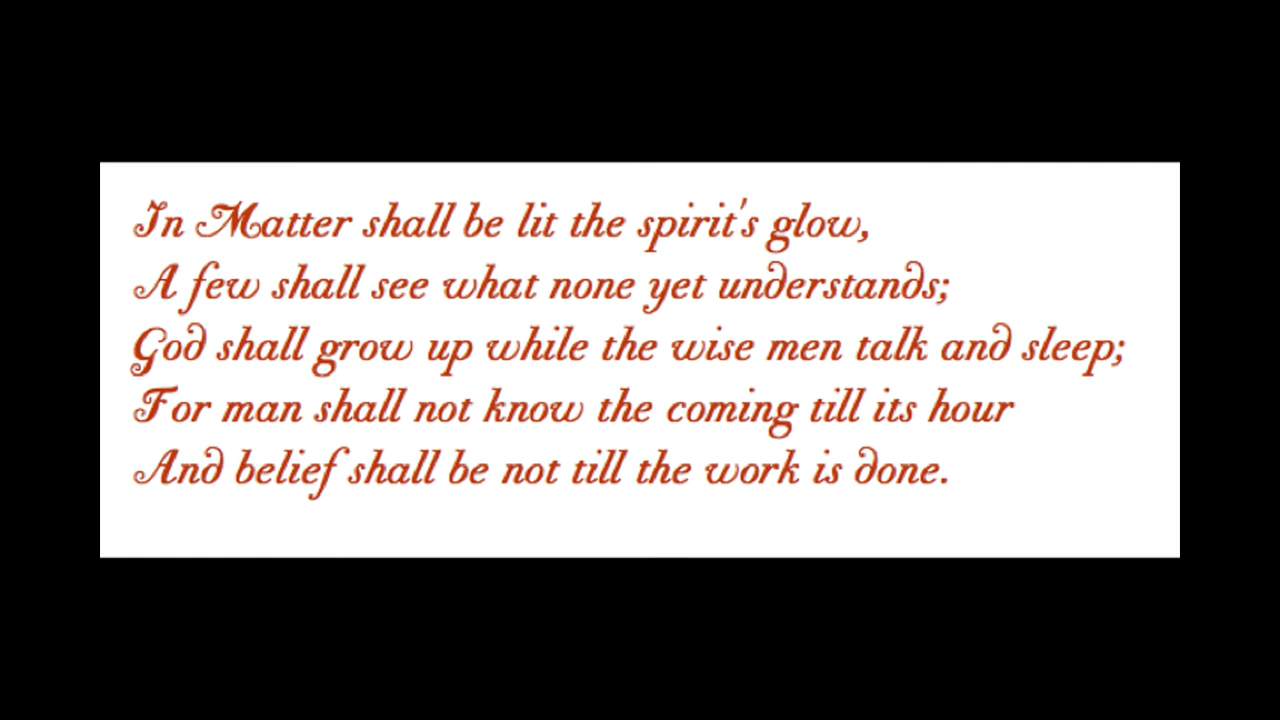 In Matter shall be lit the spirit's glow,
A few shall see what none yet understands;
God shall grow up while the wise men talk and sleep;
For man shall not know the coming till its hour
And belief shall be not till the work is done.